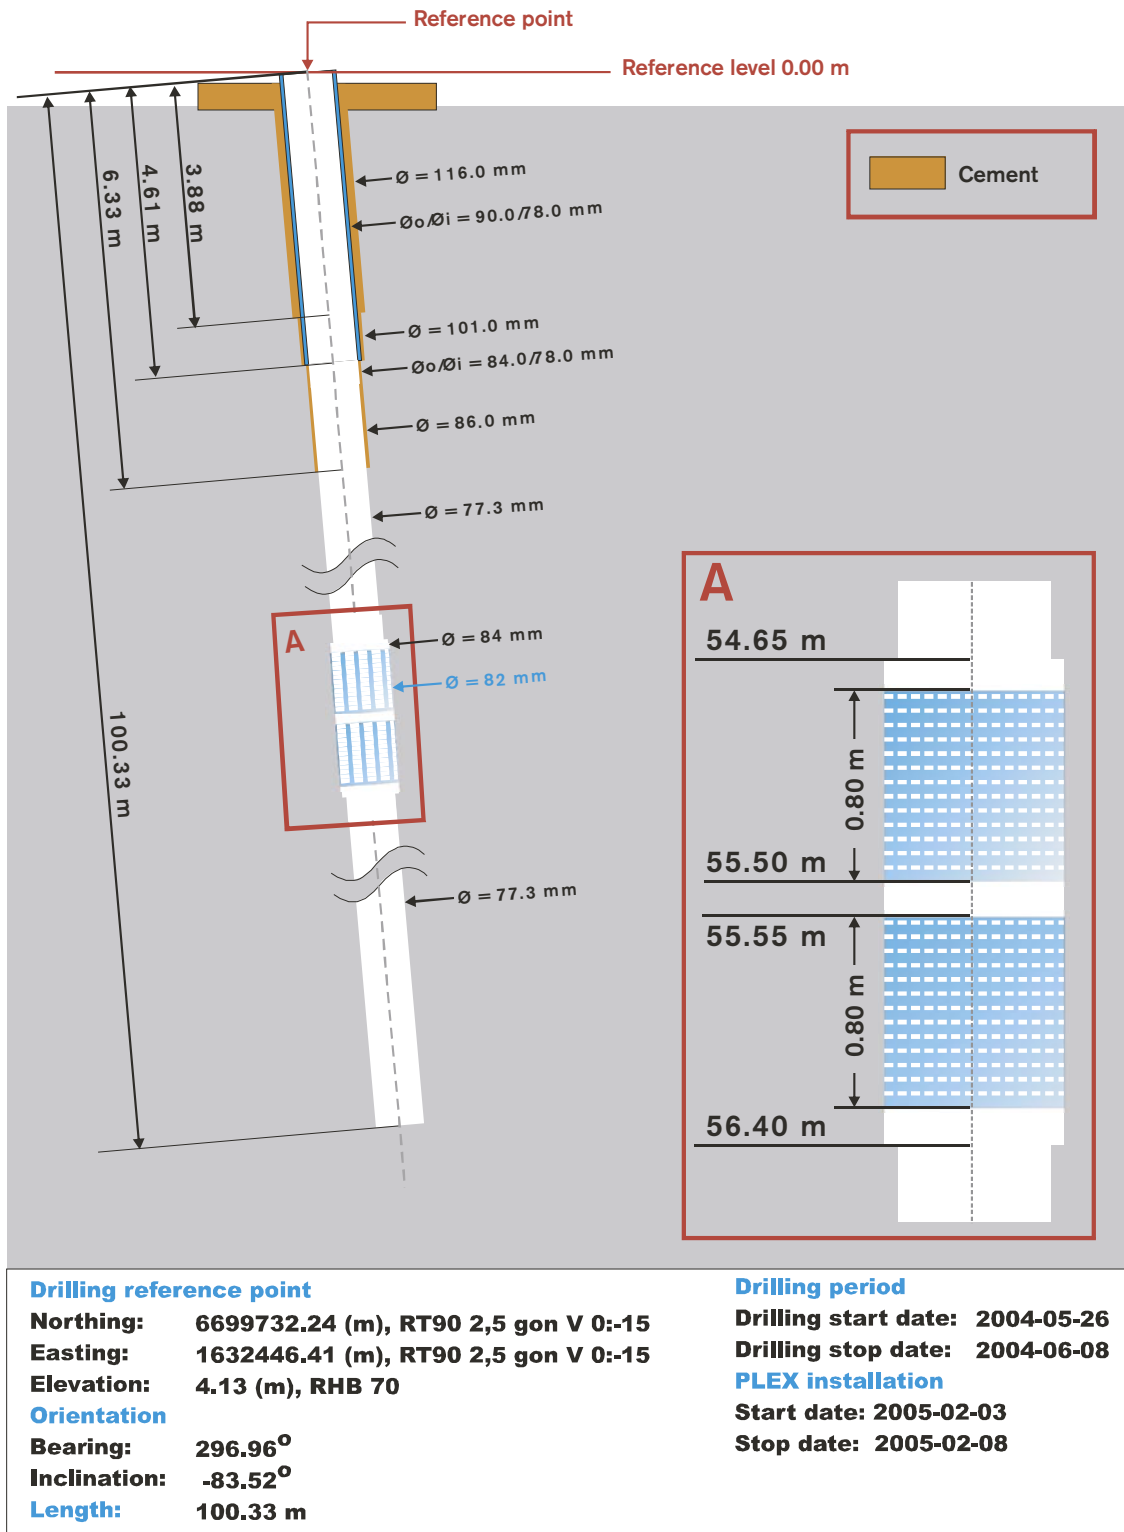 Reference point
Reference level 0.00 m
Cement
3.88 m
4.61 m
6.33 m
100.33 m
Ø = 116.0 mm
Øo/Øi = 90.0/78.0 mm
Ø = 101.0 mm
Øo/Øi = 84.0/78.0 mm
Ø = 86.0 mm
Ø = 77.3 mm
A
Ø = 84 mm
Ø = 82 mm
Ø = 77.3 mm
A
54.65 m
0.80 m
55.50 m
55.55 m
0.80 m
56.40 m
Drilling reference point
Northing: 6699732.24 (m), RT90 2,5 gon V 0:-15
Easting: 1632446.41 (m), RT90 2,5 gon V 0:-15
Elevation: 4.13 (m), RHB 70
Orientation
Bearing: 296.96°
Inclination: -83.52°
Length: 100.33 m
Drilling period
Drilling start date: 2004-05-26
Drilling stop date: 2004-06-08
PLEX installation
Start date: 2005-02-03
Stop date: 2005-02-08